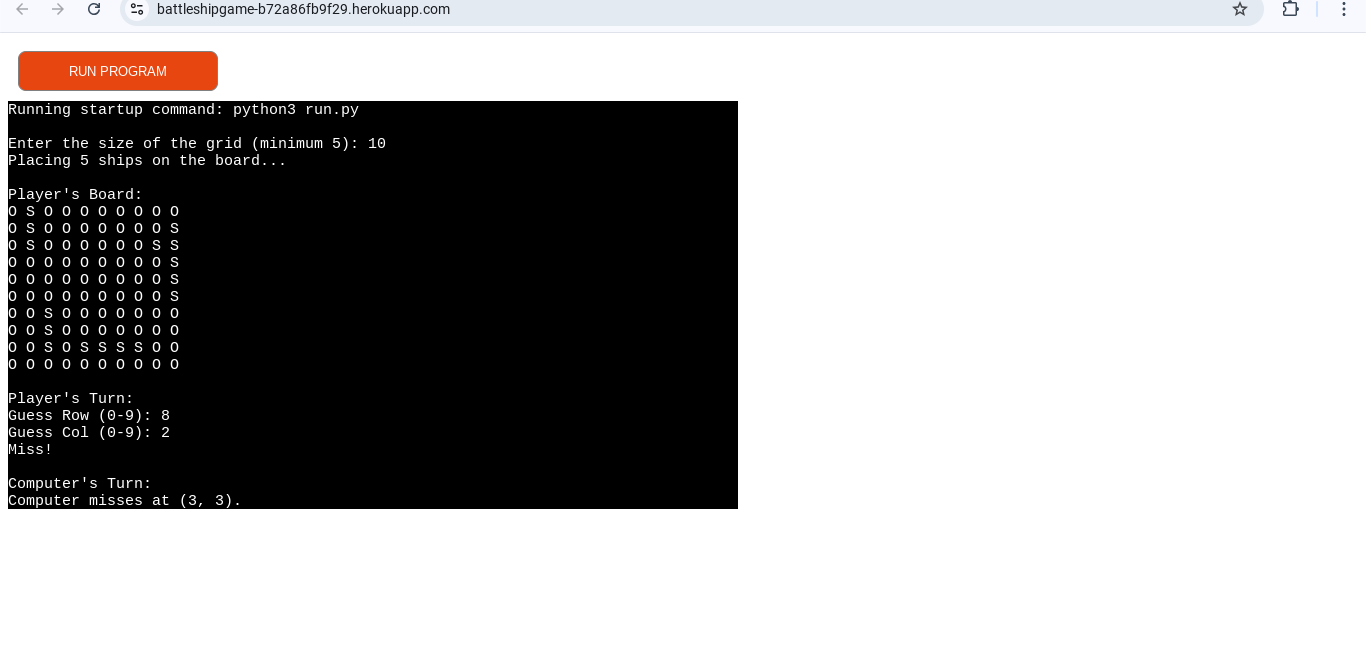 battleshipgame-b72a86fb9f29.herokuapp.com
RUN PROGRAM
Running startup command: python3 run.py
Enter the size of the grid (minimum 5): 10
Placing 5 ships on the board...
Player's Board:
O S O O O O O O O O
O S O O O O O O O S
O S O O O O O O S S
O O O O O O O O O S
O O O O O O O O O S
O O O O O O O O O S
O O S O O O O O O O
O O S O O O O O O O
O O S O S S S S O O
O O O O O O O O O O
Player's Turn:
Guess Row (0-9): 8
Guess Col (0-9): 2
Miss!
Computer's Turn:
Computer misses at (3, 3).